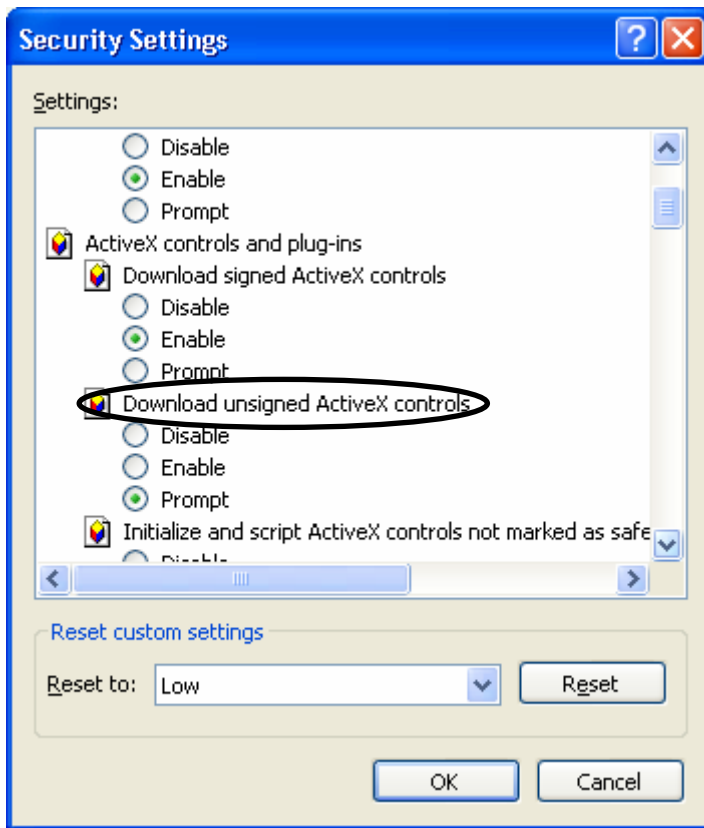 Security Settings
Settings:
Disable
Enable
Prompt
ActiveX controls and plug-ins
Download signed ActiveX controls
Disable
Enable
Prompt
Download unsigned ActiveX controls
Disable
Enable
Prompt
Initialize and script ActiveX controls not marked as safe
Disable
Reset custom settings
Reset to: Low Reset
OK Cancel